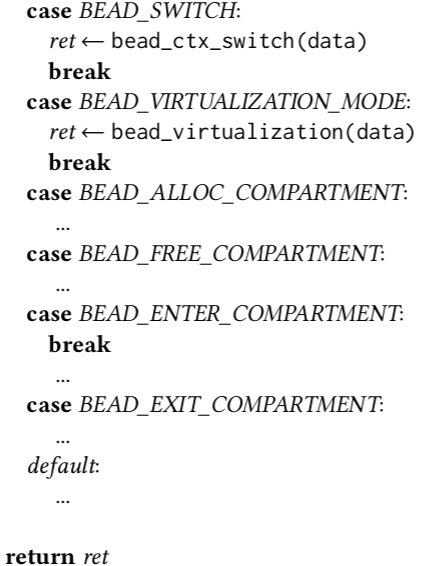 case BEAD_SWITCH:
ret ← bead_ctx_switch(data)
break
case BEAD_VIRTUALIZATION_MODE:
ret ← bead_virtualization(data)
break
case BEAD_ALLOC_COMPARTMENT:
...
case BEAD_FREE_COMPARTMENT:
...
case BEAD_ENTER_COMPARTMENT:
break
...
case BEAD_EXIT_COMPARTMENT:
...
default:
...
return ret